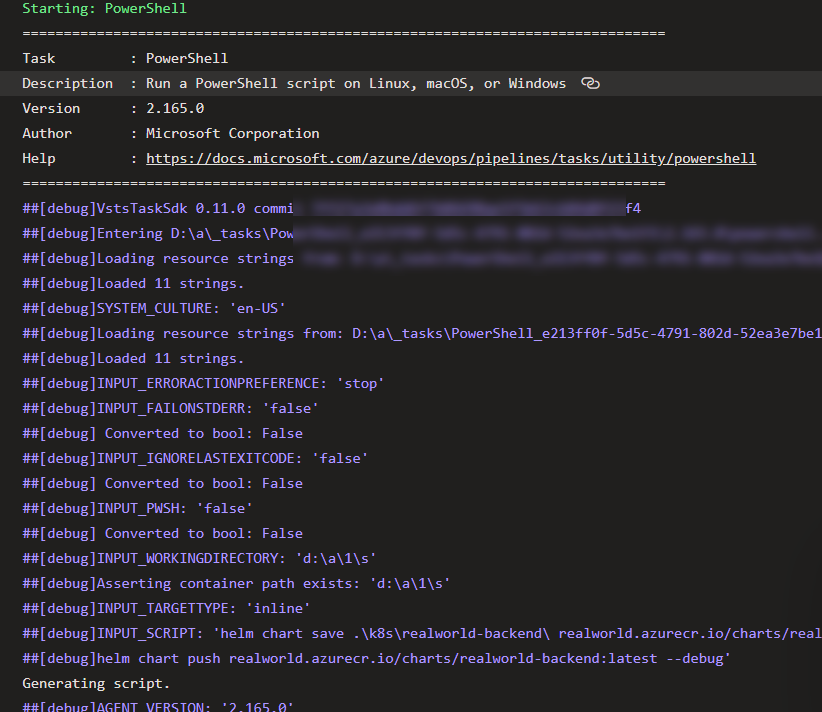 Starting: PowerShell
==============================================================================
Task         : PowerShell
Description  : Run a PowerShell script on Linux, macOS, or Windows
Version      : 2.165.0
Author       : Microsoft Corporation
Help         : https://docs.microsoft.com/azure/devops/pipelines/tasks/utility/powershell
==============================================================================
##[debug]VstsTaskSdk 0.11.0 commi f4
##[debug]Entering D:\a\_tasks\Pow
##[debug]Loading resource strings
##[debug]Loaded 11 strings.
##[debug]SYSTEM_CULTURE: 'en-US'
##[debug]Loading resource strings from: D:\a\_tasks\PowerShell_e213ff0f-5d5c-4791-802d-52ea3e7be1
##[debug]Loaded 11 strings.
##[debug]INPUT_ERRORACTIONPREFERENCE: 'stop'
##[debug]INPUT_FAILONSTDERR: 'false'
##[debug] Converted to bool: False
##[debug]INPUT_IGNORELASTEXITCODE: 'false'
##[debug] Converted to bool: False
##[debug]INPUT_PWSH: 'false'
##[debug] Converted to bool: False
##[debug]INPUT_WORKINGDIRECTORY: 'd:\a\1\s'
##[debug]Asserting container path exists: 'd:\a\1\s'
##[debug]INPUT_TARGETTYPE: 'inline'
##[debug]INPUT_SCRIPT: 'helm chart save .\k8s\realworld-backend\ realworld.azurecr.io/charts/real
##[debug]helm chart push realworld.azurecr.io/charts/realworld-backend:latest --debug'
Generating script.
##[debug]AGENT_VERSION: '2.165.0'